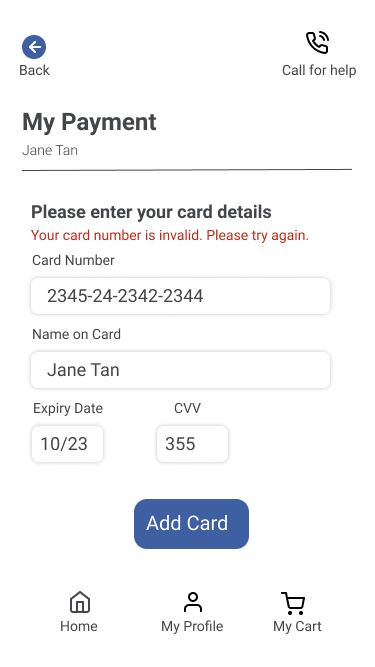 Back
Call for help
My Payment
Jane Tan
Please enter your card details
Your card number is invalid. Please try again.
Card Number
2345-24-2342-2344
Name on Card
Jane Tan
Expiry Date
CVV
10/23
355
Add Card
Home
My Profile
My Cart